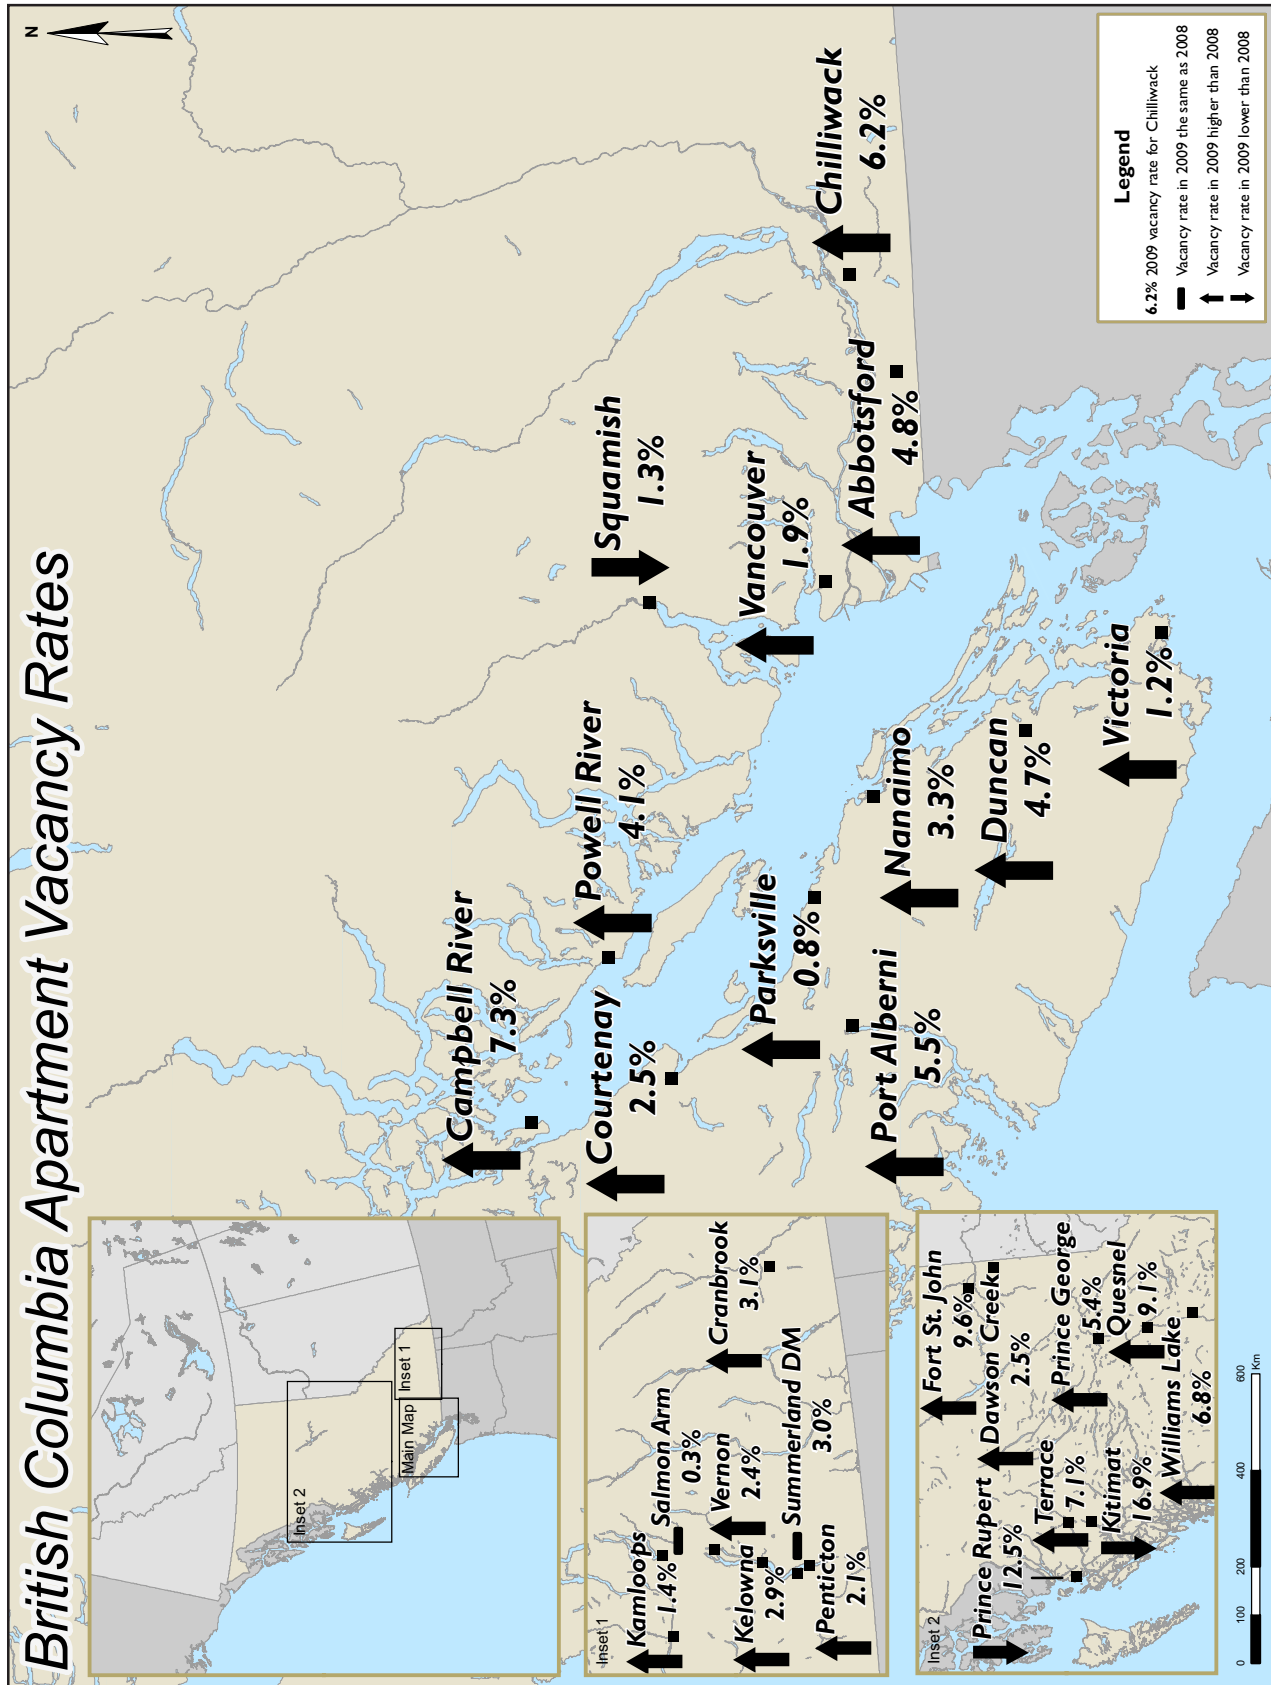 British Columbia Apartment Vacancy Rates
N
Inset 2
Main Map
Inset 1
Campbell River
7.3%
Powell River
4.1%
Squamish
1.3%
Courtenay
2.5%
Vancouver
1.9%
Chilliwack
6.2%
Parksville
0.8%
Abbotsford
4.8%
Port Alberni
5.5%
Nanaimo
3.3%
Duncan
4.7%
Victoria
1.2%
Inset 1
Kamloops
1.4%
Salmon Arm
0.3%
Cranbrook
3.1%
Vernon
2.4%
Kelowna
2.9%
Summerland DM
3.0%
Penticton
2.1%
Inset 2
Fort St. John
9.6%
Dawson Creek
2.5%
Prince Rupert
12.5%
Terrace
7.1%
Prince George
5.4%
Kitimat
16.9%
Quesnel
9.1%
Williams Lake
6.8%
0 100 200 400 600
Km
Legend
6.2% 2009 vacancy rate for Chilliwack
Vacancy rate in 2009 the same as 2008
Vacancy rate in 2009 higher than 2008
Vacancy rate in 2009 lower than 2008